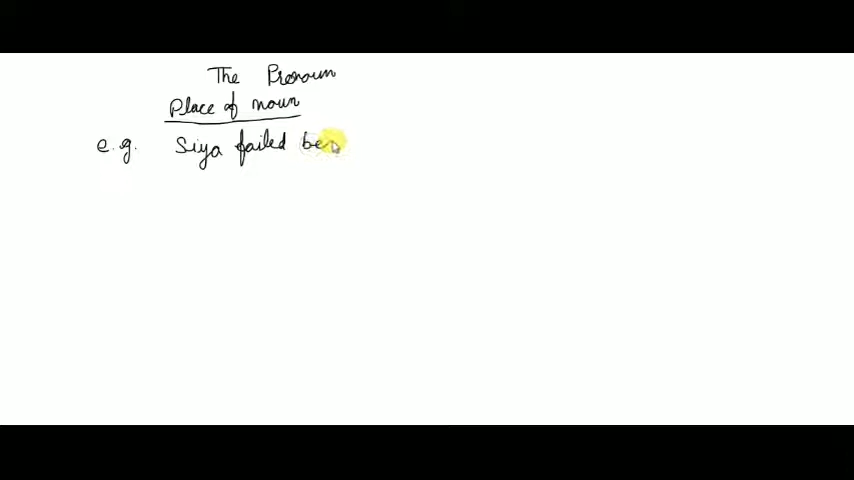 The Pronoun
Place of noun
e.g. Siya failed be